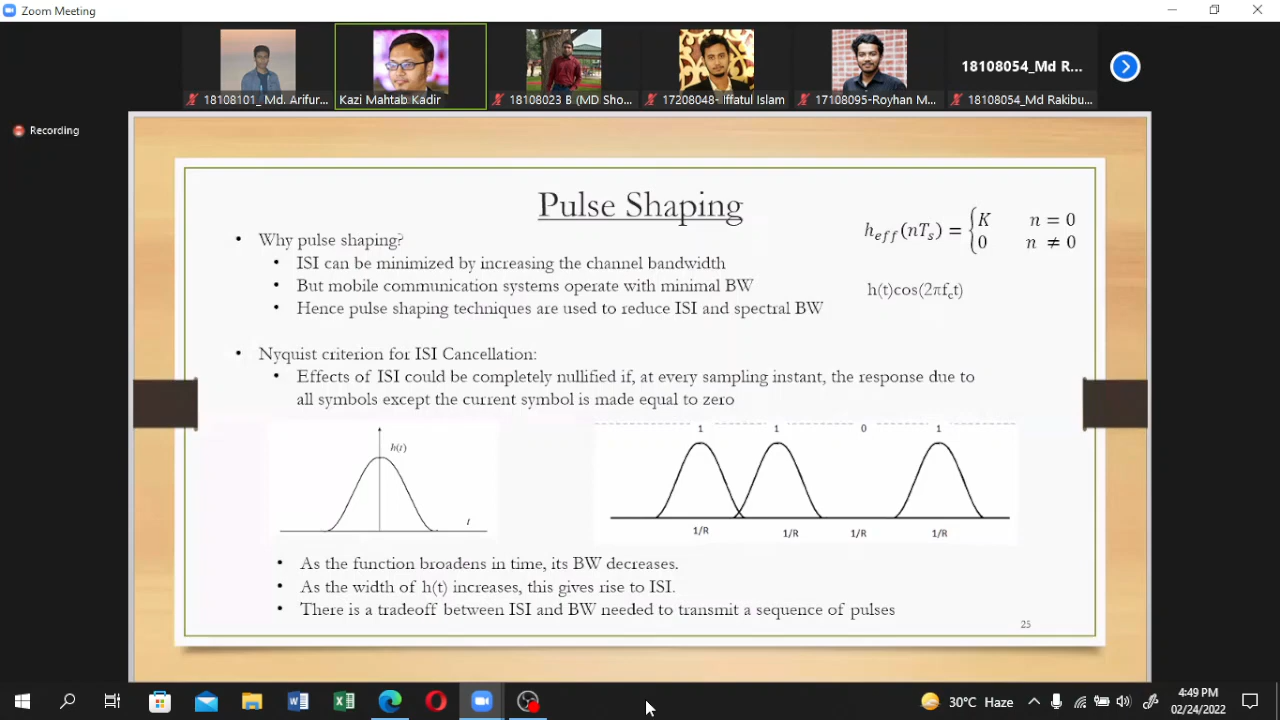 Zoom Meeting
18108054_Md R...
18108101_ Md. Arifur...
Kazi Mahtab Kadir
18108023 B (MD Sho...
17208048- Iffatul Islam
17108095-Royhan M...
18108054_Md Rakibu...
Recording
Pulse Shaping
h_eff(nT_s) = { K n = 0
0 n ≠ 0
• Why pulse shaping?
• ISI can be minimized by increasing the channel bandwidth
• But mobile communication systems operate with minimal BW
h(t)cos(2πf_ct)
• Hence pulse shaping techniques are used to reduce ISI and spectral BW
• Nyquist criterion for ISI Cancellation:
• Effects of ISI could be completely nullified if, at every sampling instant, the response due to
all symbols except the current symbol is made equal to zero
h(t)
t
1 1 0 1
1/R 1/R 1/R 1/R
• As the function broadens in time, its BW decreases.
• As the width of h(t) increases, this gives rise to ISI.
• There is a tradeoff between ISI and BW needed to transmit a sequence of pulses
25
30°C Haze
4:49 PM
02/24/2022